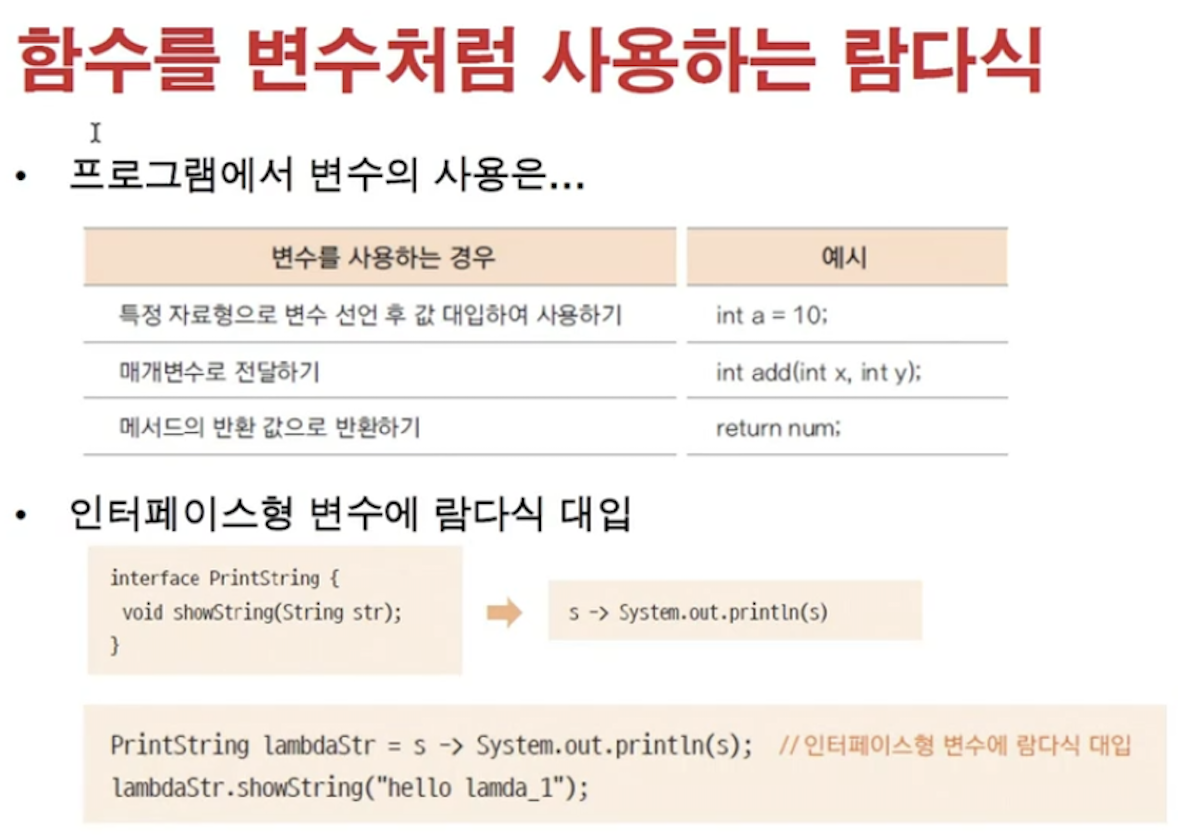 함수를 변수처럼 사용하는 람다식
• 프로그램에서 변수의 사용은...
변수를 사용하는 경우 예시
특정 자료형으로 변수 선언 후 값 대입하여 사용하기 int a = 10;
매개변수로 전달하기 int add(int x, int y);
메서드의 반환 값으로 반환하기 return num;
• 인터페이스형 변수에 람다식 대입
interface PrintString {
void showString(String str);
}
s -> System.out.println(s)
PrintString lambdaStr = s -> System.out.println(s); //인터페이스형 변수에 람다식 대입
lambdaStr.showString("hello lamda_1");